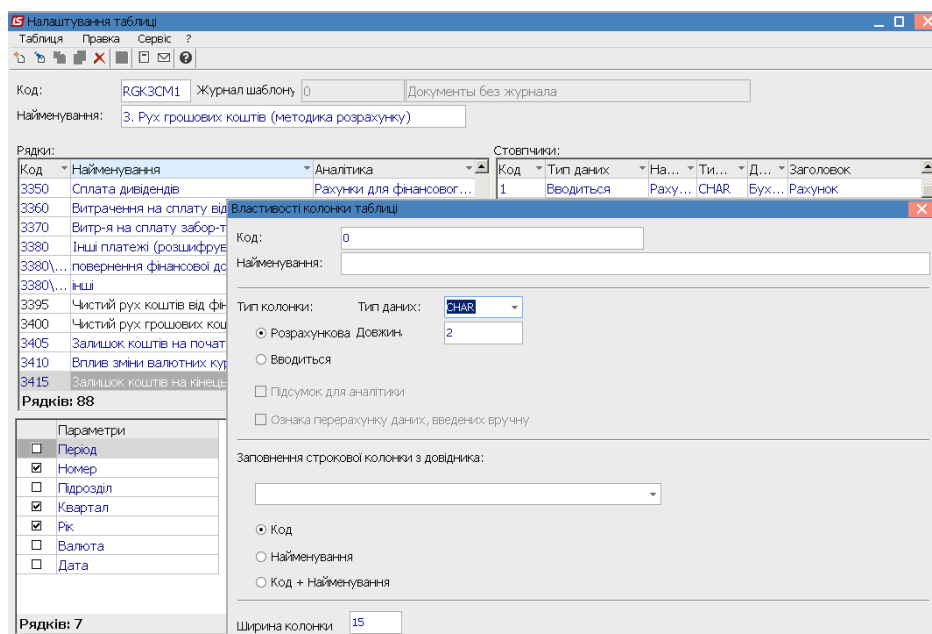 Налаштування таблиці
Таблиця Правка Сервіс ?
Код: RGK3CM1 Журнал шаблону 0 Документы без журнала
Найменування: 3. Рух грошових коштів (методика розрахунку)
Рядки: Стовпчики:
Код Найменування Аналітика Код Тип даних На... Ти... Д... Заголовок
3350 Сплата дивідендів Рахунки для фінансовог... 1 Вводиться Раху... CHAR Бух... Рахунок
3360 Витрачення на сплату від
3370 Витр-я на сплату забор-т
3380 Інші платежі (розшифрув
3380\... повернення фінансової до
3380\... інші
3395 Чистий рух коштів від фін
3400 Чистий рух грошових кош
3405 Залишок коштів на почат
3410 Вплив зміни валютних кур
3415 Залишок коштів на кінець
Рядків: 88
Параметри
Період
Номер
Підрозділ
Квартал
Рік
Валюта
Дата
Рядків: 7
Властивості колонки таблиці
Код: 0
Найменування:
Тип колонки: Тип даних: CHAR
Розрахункова Довжин 2
Вводиться
Підсумок для аналітики
Ознака перерахунку даних, введених вручну
Заповнення строкової колонки з довідника:
Код
Найменування
Код + Найменування
Ширина колонки 15